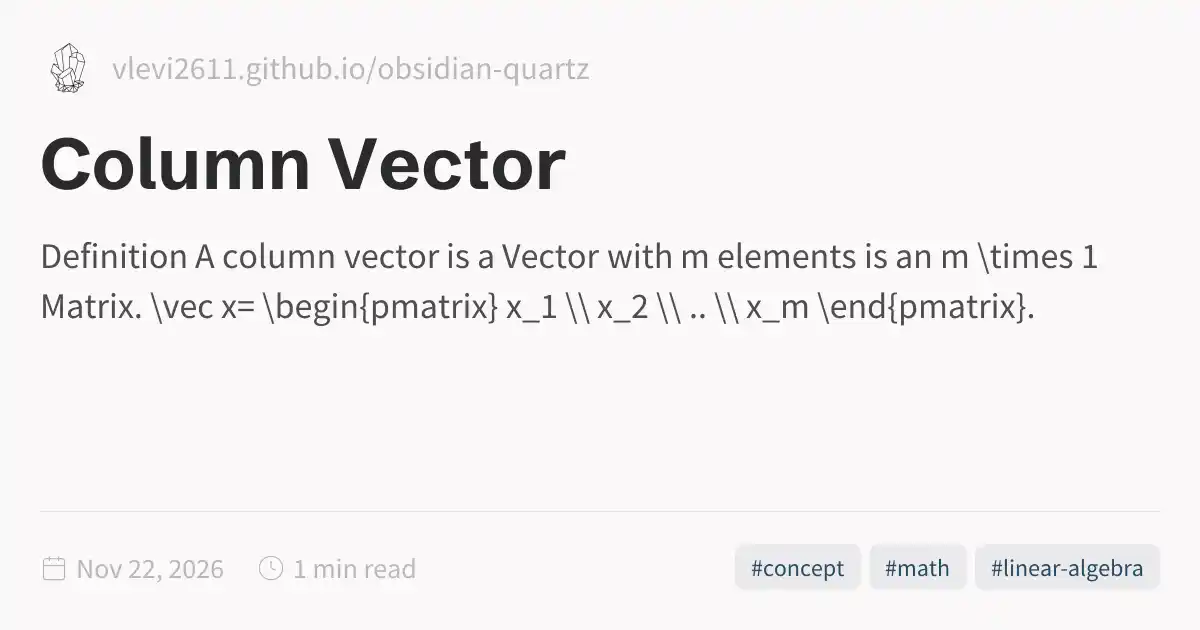 vlevi2611.github.io/obsidian-quartz
Column Vector
Definition A column vector is a Vector with m elements is an m \times 1
Matrix. \vec x= \begin{pmatrix} x_1 \\ x_2 \\ .. \\ x_m \end{pmatrix}.
Nov 22, 2026 1 min read #concept #math #linear-algebra